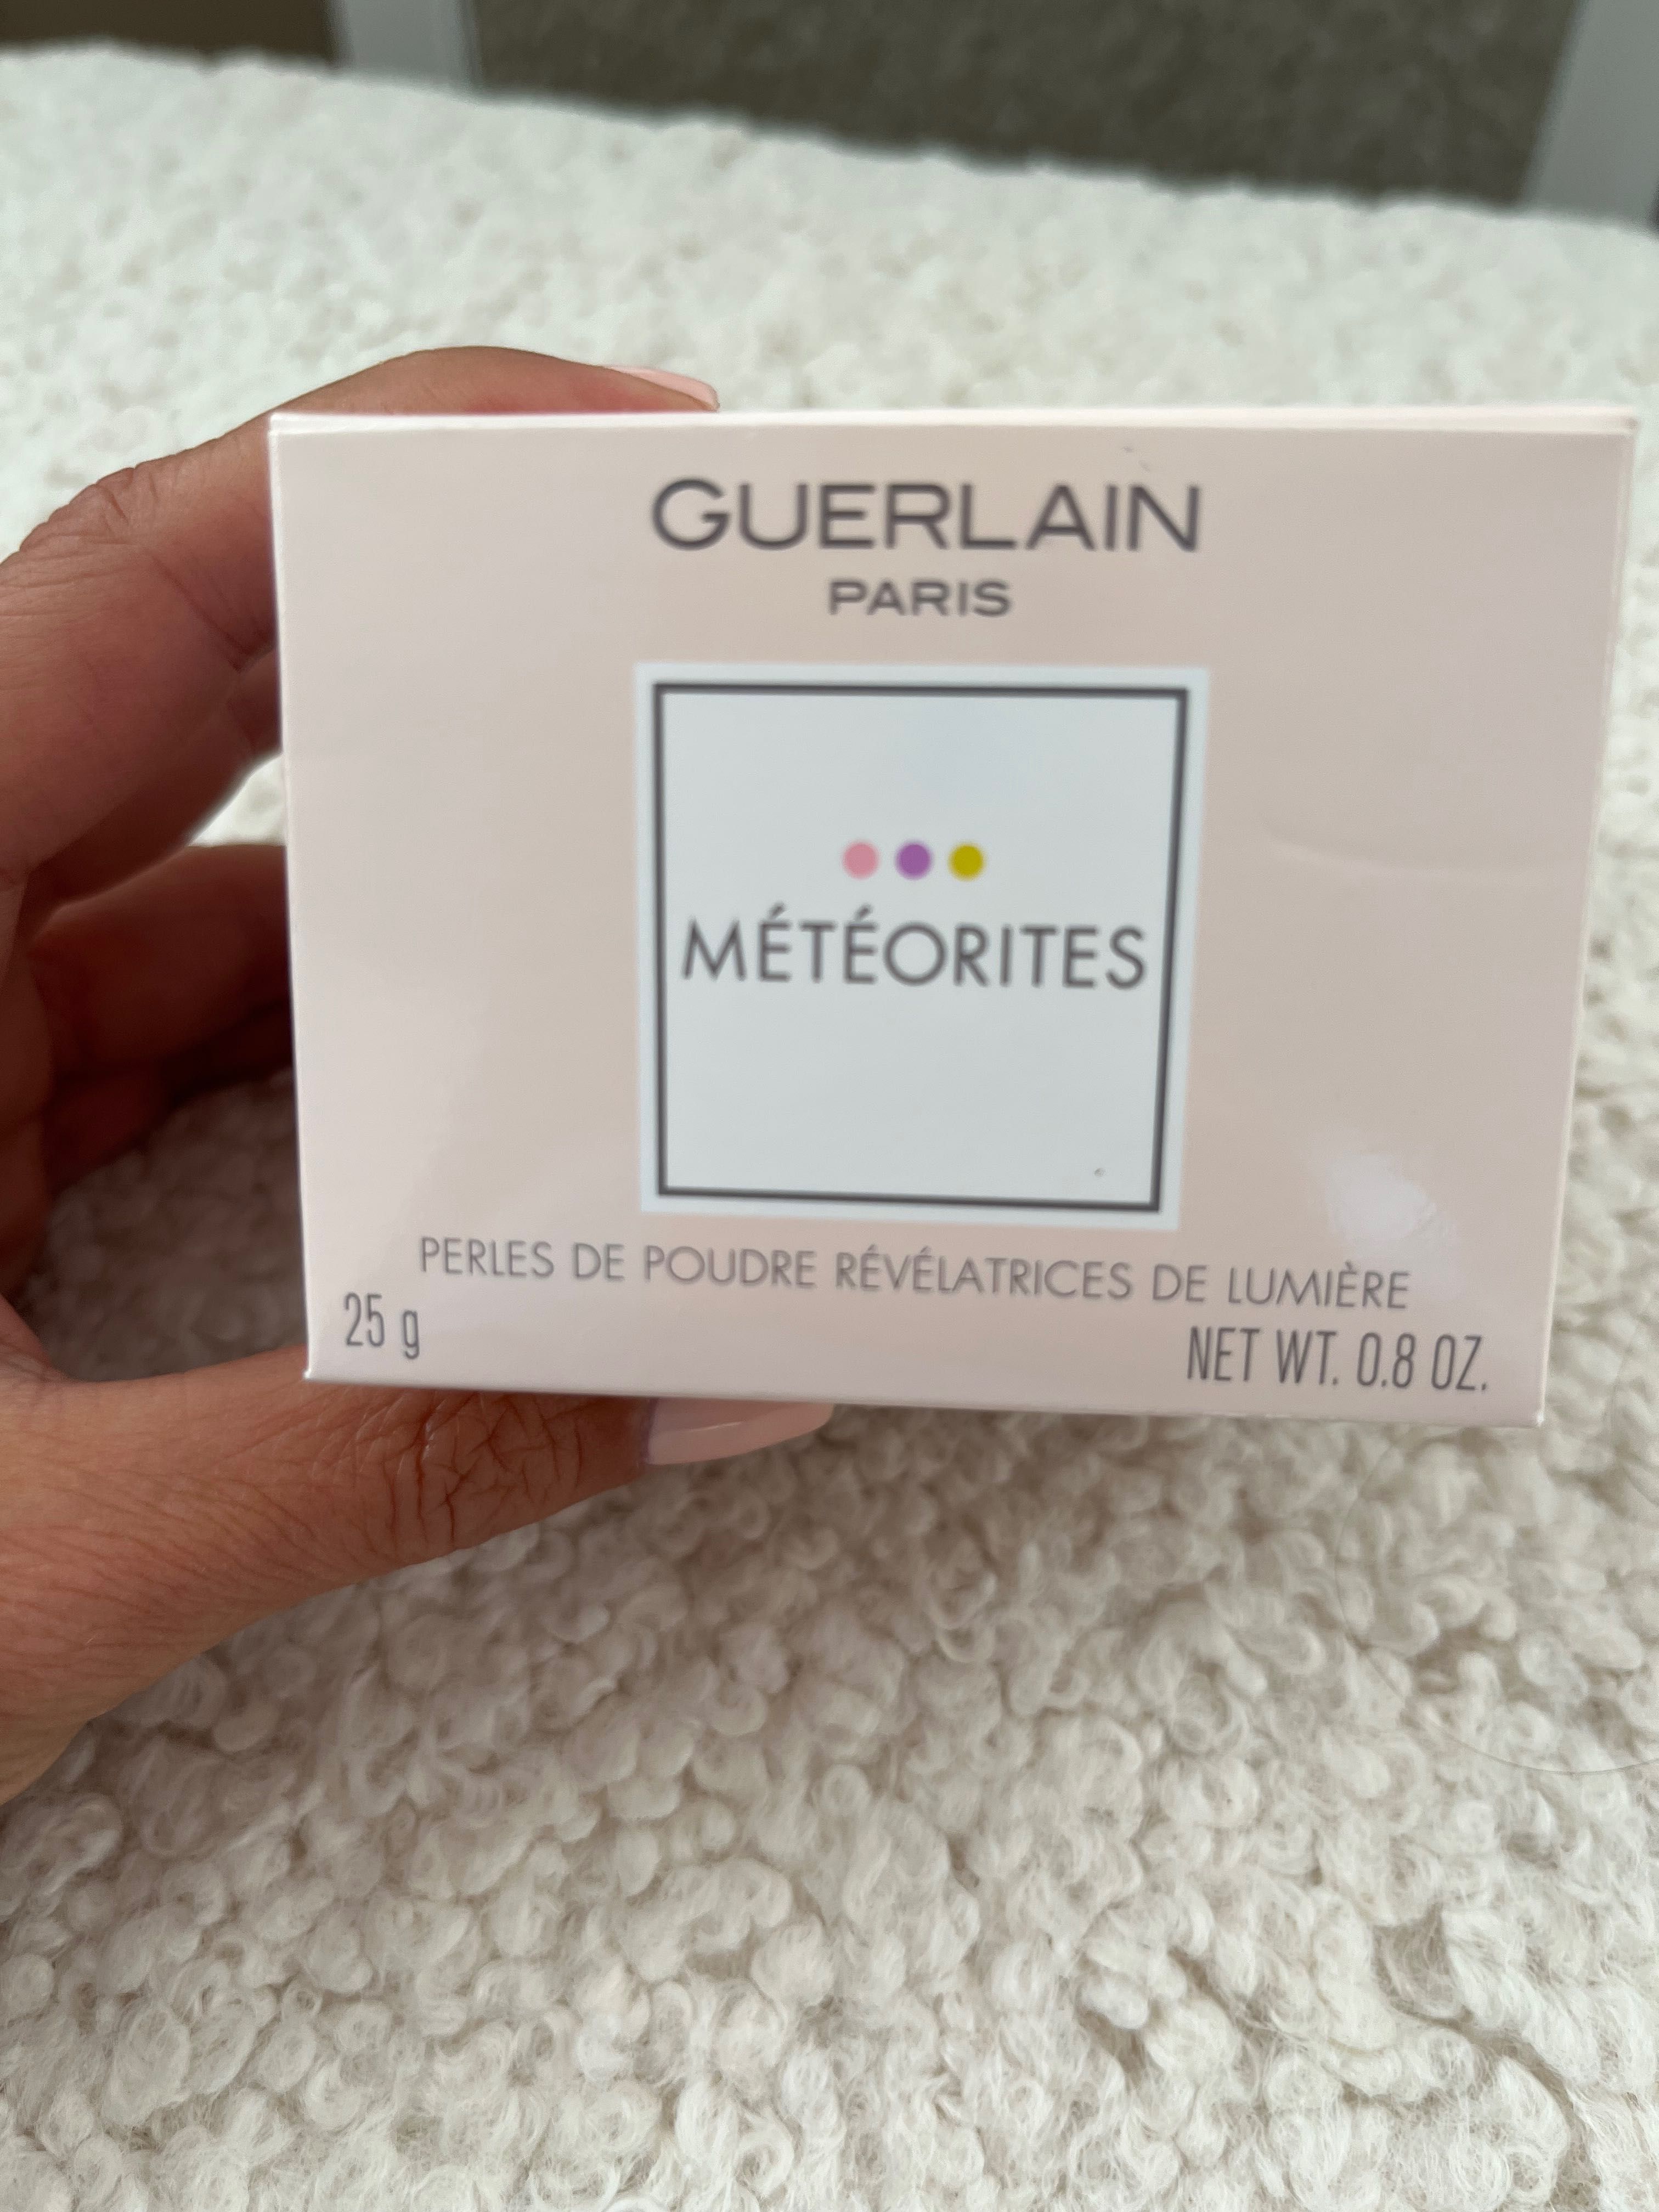 GUERLAIN
PARIS
MÉTÉORITES
PERLES DE POUDRE RÉVÉLATRICES DE LUMIÈRE
25 g
NET WT. 0.8 OZ.